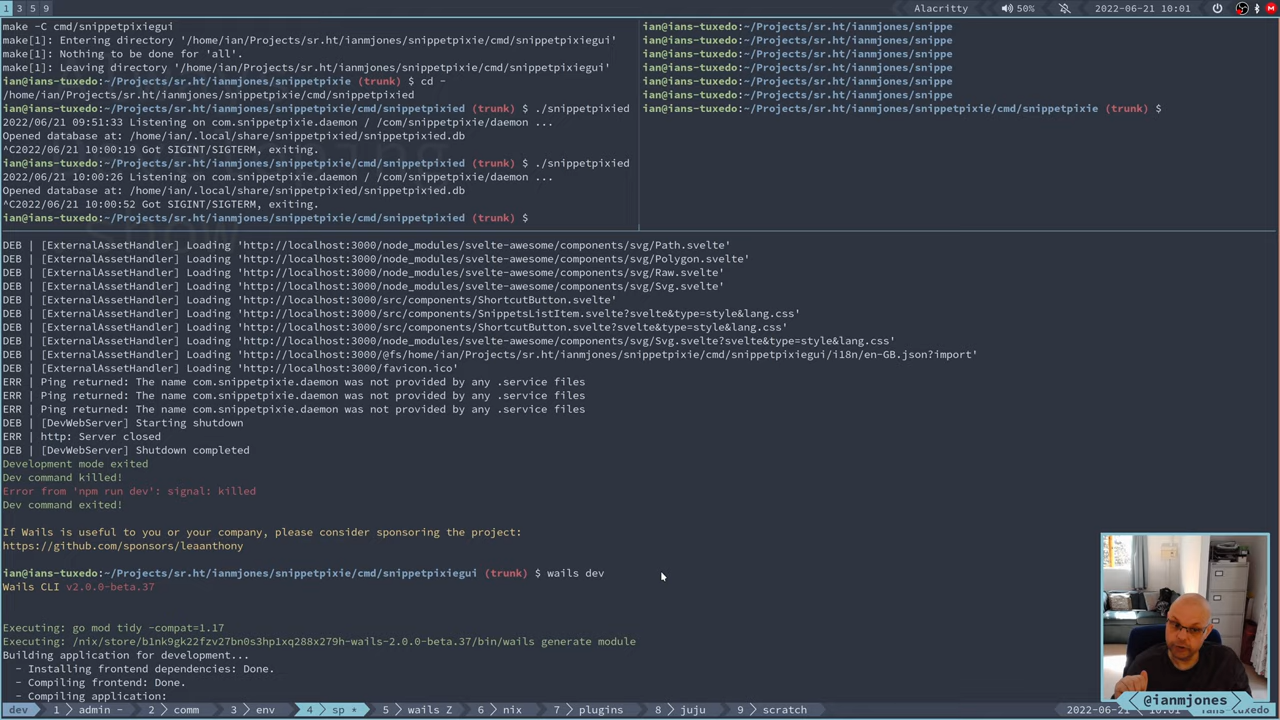 1 3 5 9
Alacritty
50%
2022-06-21 10:01
make -C cmd/snippetpixiegui
make[1]: Entering directory '/home/ian/Projects/sr.ht/ianmjones/snippetpixie/cmd/snippetpixiegui'
make[1]: Nothing to be done for 'all'.
make[1]: Leaving directory '/home/ian/Projects/sr.ht/ianmjones/snippetpixie/cmd/snippetpixiegui'
ian@ians-tuxedo:~/Projects/sr.ht/ianmjones/snippetpixie (trunk) $ cd -
/home/ian/Projects/sr.ht/ianmjones/snippetpixie/cmd/snippetpixied
ian@ians-tuxedo:~/Projects/sr.ht/ianmjones/snippetpixie/cmd/snippetpixied (trunk) $ ./snippetpixied
2022/06/21 09:51:33 Listening on com.snippetpixie.daemon / /com/snippetpixie/daemon ...
Opened database at: /home/ian/.local/share/snippetpixied/snippetpixied.db
^C2022/06/21 10:00:19 Got SIGINT/SIGTERM, exiting.
ian@ians-tuxedo:~/Projects/sr.ht/ianmjones/snippetpixie/cmd/snippetpixied (trunk) $ ./snippetpixied
2022/06/21 10:00:26 Listening on com.snippetpixie.daemon / /com/snippetpixie/daemon ...
Opened database at: /home/ian/.local/share/snippetpixied/snippetpixied.db
^C2022/06/21 10:00:52 Got SIGINT/SIGTERM, exiting.
ian@ians-tuxedo:~/Projects/sr.ht/ianmjones/snippetpixie/cmd/snippetpixied (trunk) $
ian@ians-tuxedo:~/Projects/sr.ht/ianmjones/snippe
ian@ians-tuxedo:~/Projects/sr.ht/ianmjones/snippe
ian@ians-tuxedo:~/Projects/sr.ht/ianmjones/snippe
ian@ians-tuxedo:~/Projects/sr.ht/ianmjones/snippe
ian@ians-tuxedo:~/Projects/sr.ht/ianmjones/snippe
ian@ians-tuxedo:~/Projects/sr.ht/ianmjones/snippe
ian@ians-tuxedo:~/Projects/sr.ht/ianmjones/snippetpixie/cmd/snippetpixie (trunk) $
DEB | [ExternalAssetHandler] Loading 'http://localhost:3000/node_modules/svelte-awesome/components/svg/Path.svelte'
DEB | [ExternalAssetHandler] Loading 'http://localhost:3000/node_modules/svelte-awesome/components/svg/Polygon.svelte'
DEB | [ExternalAssetHandler] Loading 'http://localhost:3000/node_modules/svelte-awesome/components/svg/Raw.svelte'
DEB | [ExternalAssetHandler] Loading 'http://localhost:3000/node_modules/svelte-awesome/components/svg/Svg.svelte'
DEB | [ExternalAssetHandler] Loading 'http://localhost:3000/src/components/ShortcutButton.svelte'
DEB | [ExternalAssetHandler] Loading 'http://localhost:3000/src/components/SnippetsListItem.svelte?svelte&type=style&lang.css'
DEB | [ExternalAssetHandler] Loading 'http://localhost:3000/src/components/ShortcutButton.svelte?svelte&type=style&lang.css'
DEB | [ExternalAssetHandler] Loading 'http://localhost:3000/node_modules/svelte-awesome/components/svg/Svg.svelte?svelte&type=style&lang.css'
DEB | [ExternalAssetHandler] Loading 'http://localhost:3000/@fs/home/ian/Projects/sr.ht/ianmjones/snippetpixie/cmd/snippetpixiegui/i18n/en-GB.json?import'
DEB | [ExternalAssetHandler] Loading 'http://localhost:3000/favicon.ico'
ERR | Ping returned: The name com.snippetpixie.daemon was not provided by any .service files
ERR | Ping returned: The name com.snippetpixie.daemon was not provided by any .service files
ERR | Ping returned: The name com.snippetpixie.daemon was not provided by any .service files
DEB | [DevWebServer] Starting shutdown
ERR | http: Server closed
DEB | [DevWebServer] Shutdown completed
Development mode exited
Dev command killed!
Error from 'npm run dev': signal: killed
Dev command exited!
If Wails is useful to you or your company, please consider sponsoring the project:
https://github.com/sponsors/leaanthony
ian@ians-tuxedo:~/Projects/sr.ht/ianmjones/snippetpixie/cmd/snippetpixiegui (trunk) $ wails dev
Wails CLI v2.0.0-beta.37
Executing: go mod tidy -compat=1.17
Executing: /nix/store/b1nk9gk22fzv27bn0s3hp1xq288x279h-wails-2.0.0-beta.37/bin/wails generate module
Building application for development...
- Installing frontend dependencies: Done.
- Compiling frontend: Done.
- Compiling application:
@ianmjones
dev 1 admin - 2 comm 3 env 4 sp * 5 wails Z 6 nix 7 plugins 8 juju 9 scratch